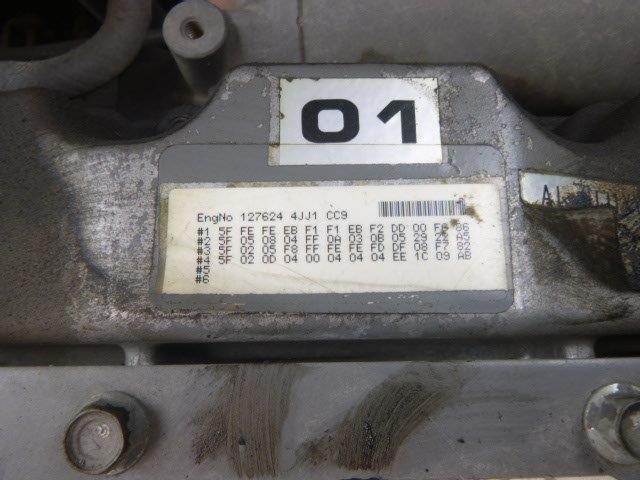 01
EngNo 127624 4JJ1 CC9
#1 5F FE FE EB F1 F1 EB F2 DD 00 F6 86
#2 5F 05 08 04 FF 0A 03 0B 05 29 A5
#3 5F 02 05 F8 FF FE FE FD DF 08 F7 82
#4 5F 02 0D 04 00 04 04 04 EE 1C 09 AB
#5
#6